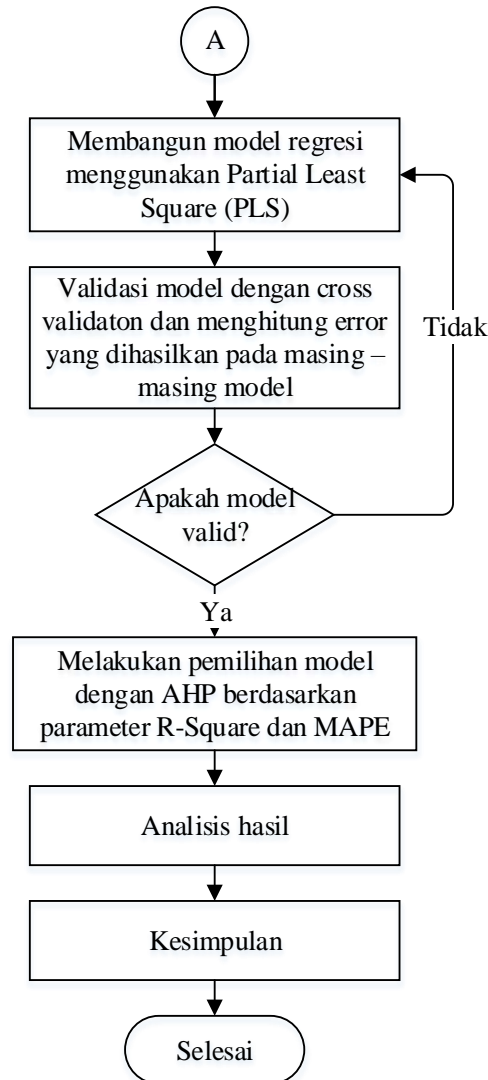 A
Membangun model regresi
menggunakan Partial Least
Square (PLS)
Validasi model dengan cross
validaton dan menghitung error
yang dihasilkan pada masing –
masing model
Tidak
Apakah model
valid?
Ya
Melakukan pemilihan model
dengan AHP berdasarkan
parameter R-Square dan MAPE
Analisis hasil
Kesimpulan
Selesai